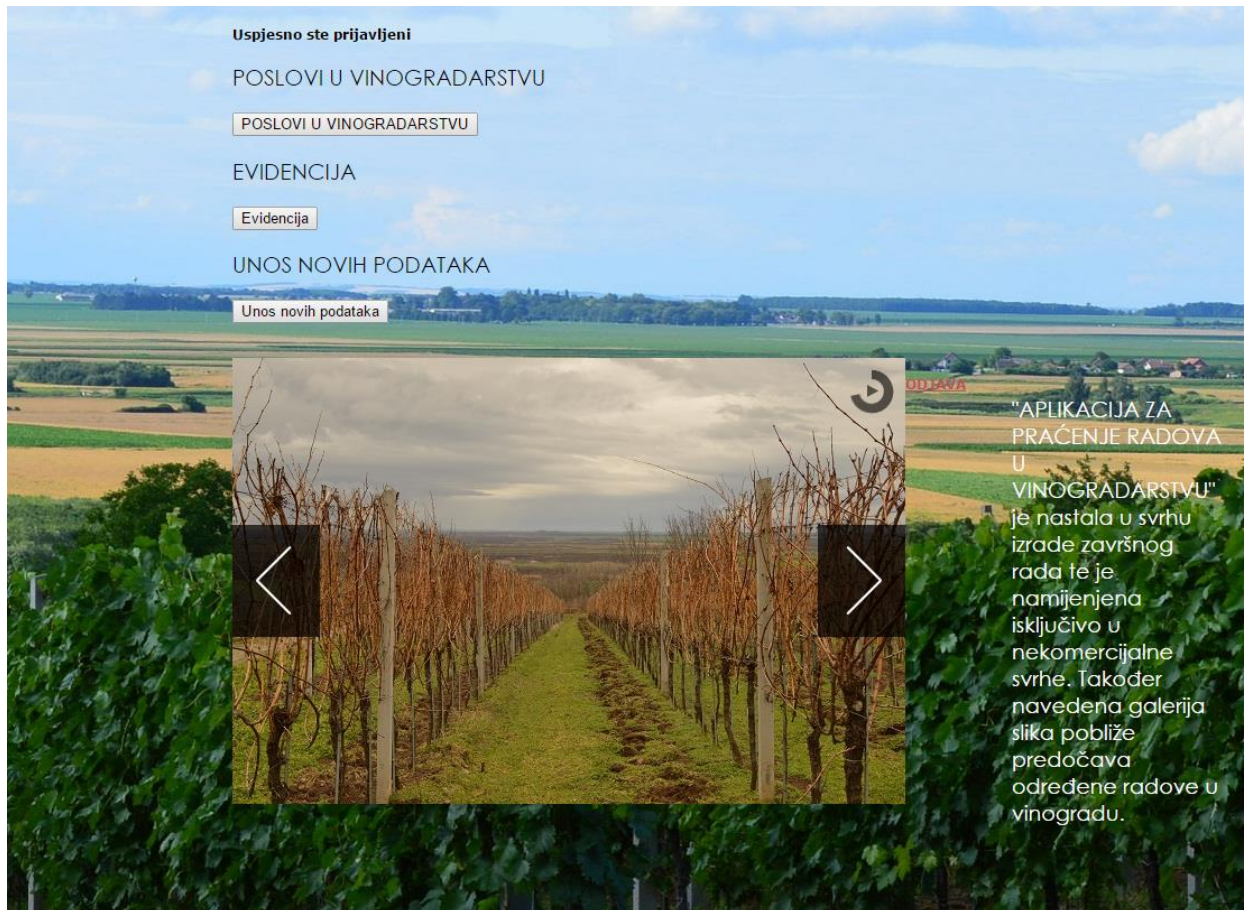 Uspjesno ste prijavljeni
POSLOVI U VINOGRADARSTVU
POSLOVI U VINOGRADARSTVU
EVIDENCIJA
Evidencija
UNOS NOVIH PODATAKA
Unos novih podataka
ODJAVA
"APLIKACIJA ZA
PRAĆENJE RADOVA
U
VINOGRADARSTVU"
je nastala u svrhu
izrade završnog
rada te je
namijenjena
isključivo u
nekomercijalne
svrhe. Također
navedena galerija
slika pobliže
predočava
određene radove u
vinogradu.